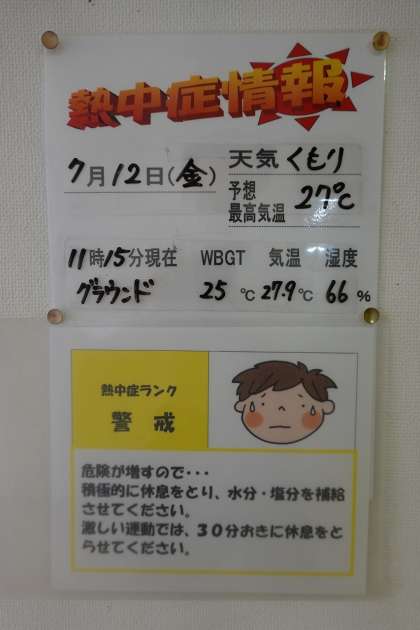 熱中症情報
7月12日(金)
天気 くもり
予想
最高気温 27℃
11時15分現在 WBGT 気温 湿度
グラウンド 25℃ 27.9℃ 66%
熱中症ランク
警戒
危険が増すので・・・
積極的に休息をとり、水分・塩分を補給
させてください。
激しい運動では、30分おきに休息をと
らせてください。